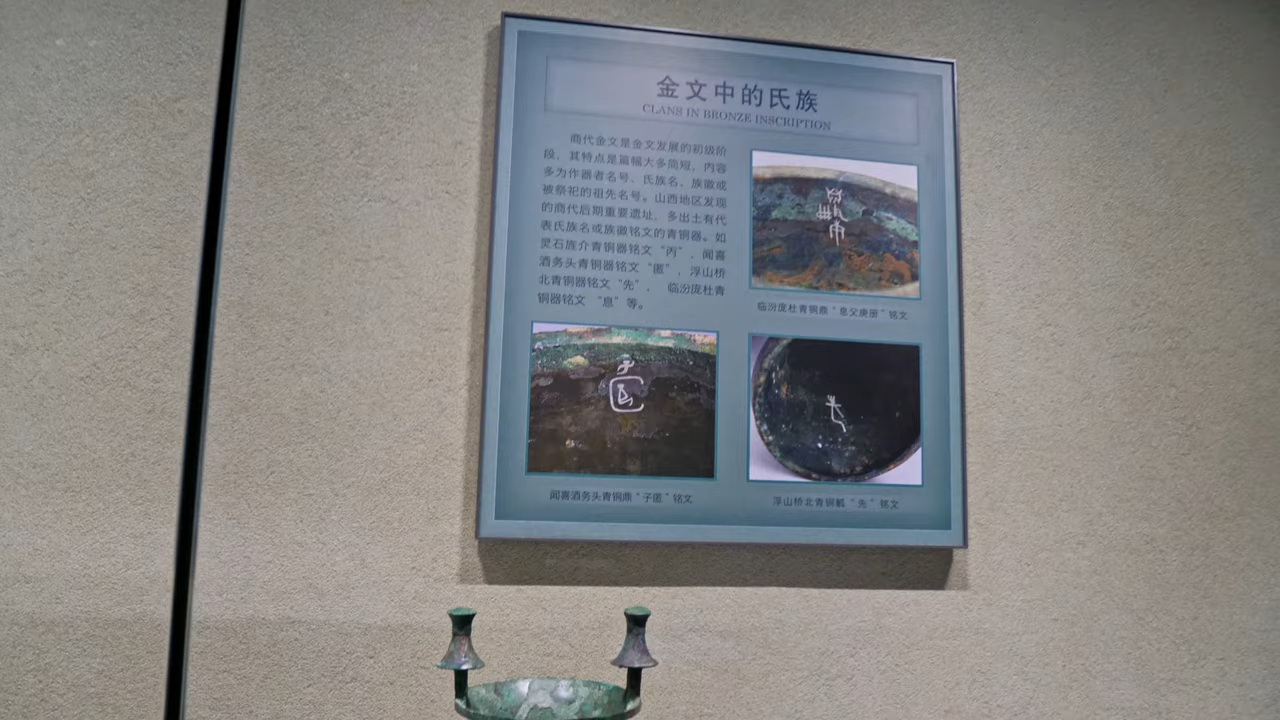 金文中的氏族
CLANS IN BRONZE INSCRIPTION
商代金文是金文发展的初级阶
段，其特点是篇幅大多简短，内容
多为作器者名号、氏族名、族徽或
被祭祀的祖先名号。山西地区发现
的商代后期重要遗址，多出土有代
表氏族名或族徽铭文的青铜器。如
灵石旌介青铜器铭文“丙”，闻喜
酒务头青铜器铭文“匿”，浮山桥
北青铜器铭文“先”， 临汾庞杜青
铜器铭文 “息”等。
临汾庞杜青铜鼎“息父庚册”铭文
闻喜酒务头青铜鼎“子匿”铭文
浮山桥北青铜觚“先”铭文